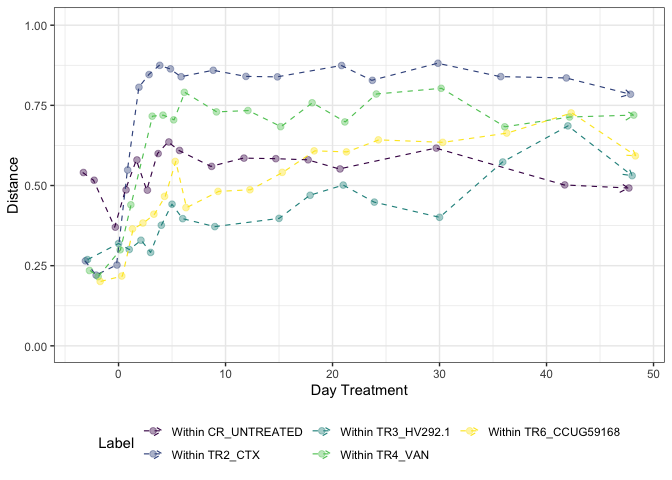 1.00
0.75
0.50
0.25
0.00
Distance
0 10 20 30 40 50
Day Treatment
Label
Within CR_UNTREATED Within TR3_HV292.1 Within TR6_CCUG59168
Within TR2_CTX Within TR4_VAN